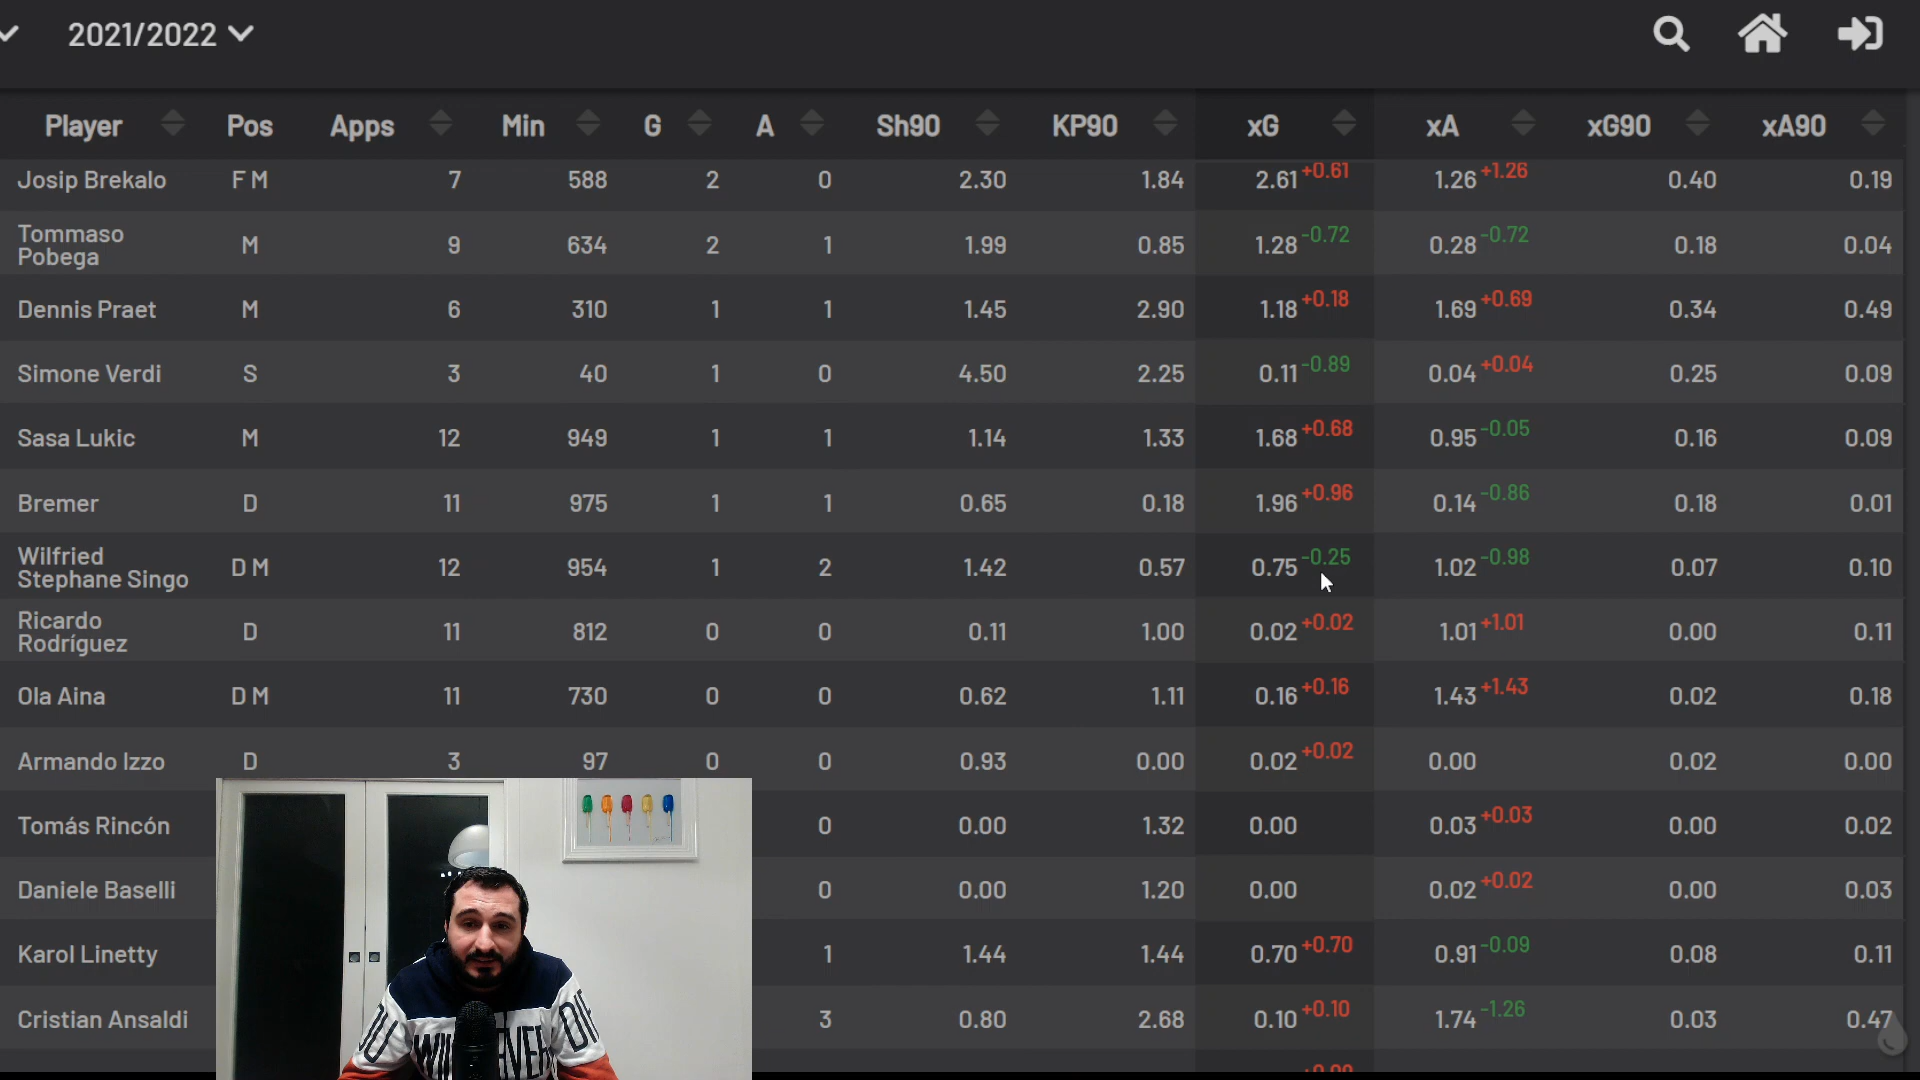 2021/2022
Player Pos Apps Min G A Sh90 KP90 xG xA xG90 xA90
Josip Brekalo F M 7 588 2 0 2.30 1.84 2.61 +0.61 1.26 +1.26 0.40 0.19
Tommaso
Pobega M 9 634 2 1 1.99 0.85 1.28 -0.72 0.28 -0.72 0.18 0.04
Dennis Praet M 6 310 1 1 1.45 2.90 1.18 +0.18 1.69 +0.69 0.34 0.49
Simone Verdi S 3 40 1 0 4.50 2.25 0.11 -0.89 0.04 +0.04 0.25 0.09
Sasa Lukic M 12 949 1 1 1.14 1.33 1.68 +0.68 0.95 -0.05 0.16 0.09
Bremer D 11 975 1 1 0.65 0.18 1.96 +0.96 0.14 -0.86 0.18 0.01
Wilfried
Stephane Singo D M 12 954 1 2 1.42 0.57 0.75 -0.25 1.02 -0.98 0.07 0.10
Ricardo
Rodríguez D 11 812 0 0 0.11 1.00 0.02 +0.02 1.01 +1.01 0.00 0.11
Ola Aina D M 11 730 0 0 0.62 1.11 0.16 +0.16 1.43 +1.43 0.02 0.18
Armando Izzo D 3 97 0 0 0.93 0.00 0.02 +0.02 0.00 0.02 0.00
Tomás Rincón 0 0.00 1.32 0.00 0.03 +0.03 0.00 0.02
Daniele Baselli 0 0.00 1.20 0.00 0.02 +0.02 0.00 0.03
Karol Linetty 1 1.44 1.44 0.70 +0.70 0.91 -0.09 0.08 0.11
Cristian Ansaldi 3 0.80 2.68 0.10 +0.10 1.74 -1.26 0.03 0.47